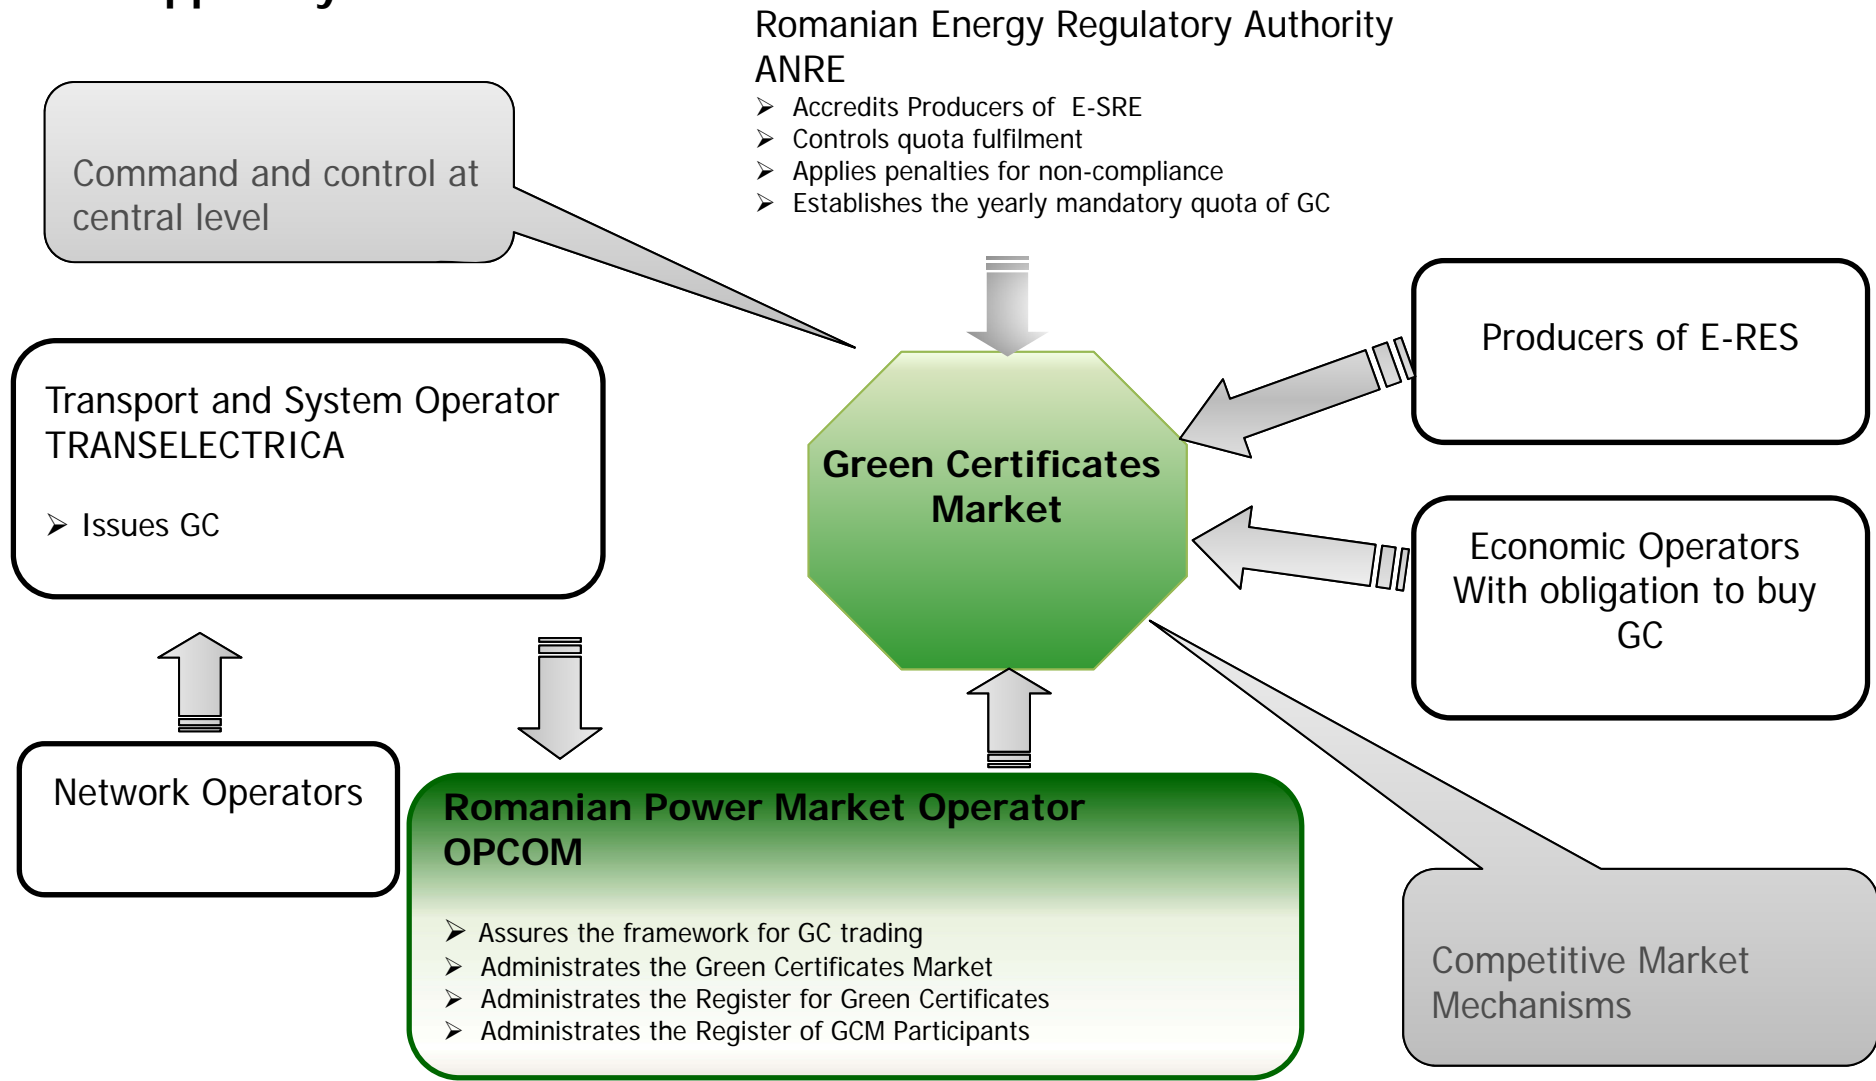 Romanian Energy Regulatory Authority
ANRE
➢ Accredits Producers of E-SRE
➢ Controls quota fulfilment
➢ Applies penalties for non-compliance
➢ Establishes the yearly mandatory quota of GC
Command and control at
central level
Transport and System Operator
TRANSELECTRICA
➢ Issues GC
Green Certificates
Market
Producers of E-RES
Economic Operators
With obligation to buy
GC
Network Operators
Romanian Power Market Operator
OPCOM
➢ Assures the framework for GC trading
➢ Administrates the Green Certificates Market
➢ Administrates the Register for Green Certificates
➢ Administrates the Register of GCM Participants
Competitive Market
Mechanisms